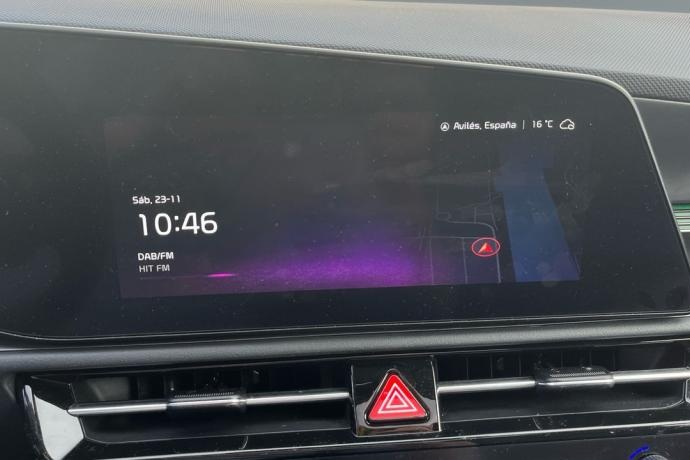 Avilés, España | 16 °C
Sáb, 23-11
10:46
DAB/FM
HIT FM